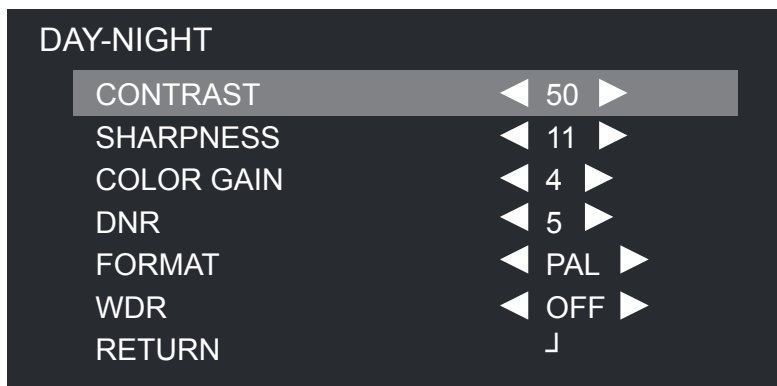 DAY-NIGHT
CONTRAST ◀ 50 ▶
SHARPNESS ◀ 11 ▶
COLOR GAIN ◀ 4 ▶
DNR ◀ 5 ▶
FORMAT ◀ PAL ▶
WDR ◀ OFF ▶
RETURN ┘